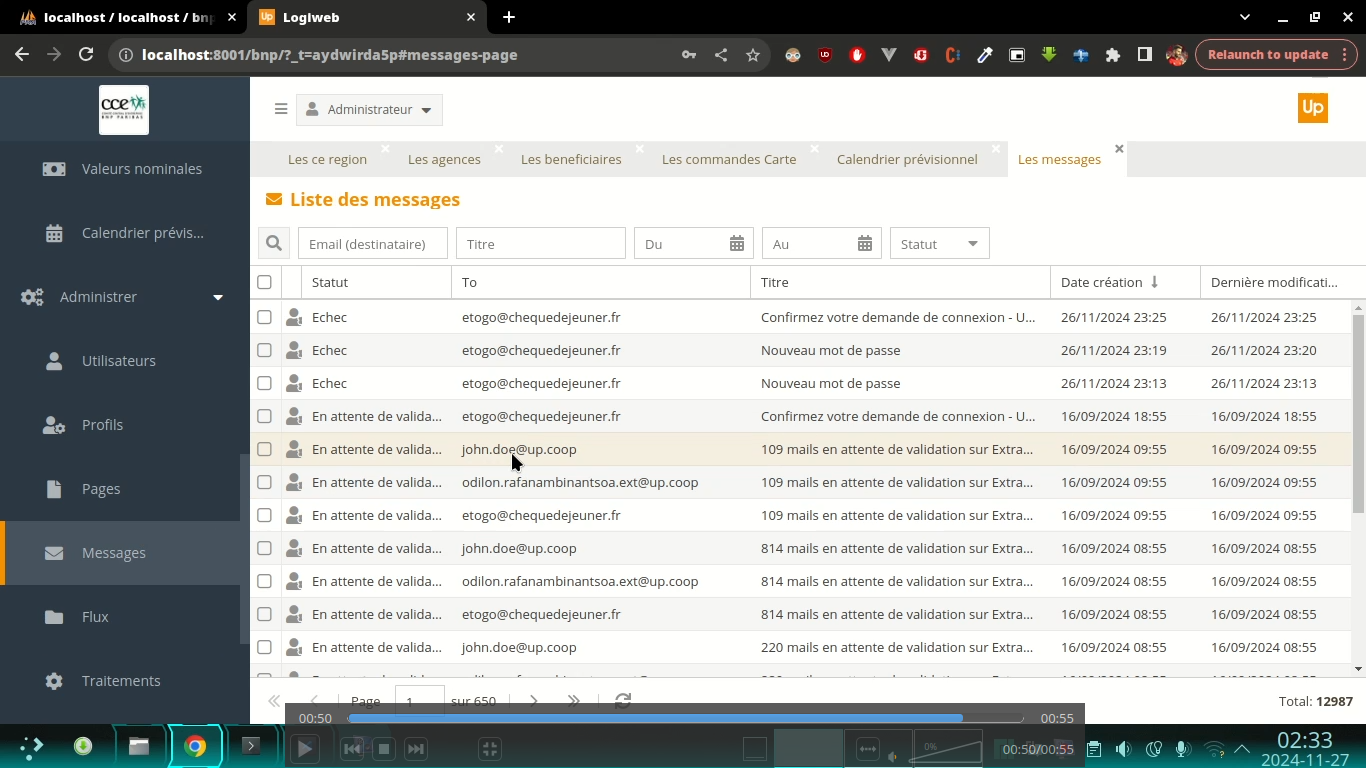 localhost / localhost / bnp
Logiweb
localhost:8001/bnp/?_t=aydwirda5p#messages-page
Relaunch to update
cce
BNP PARIBAS
Administrateur
Up
Valeurs nominales
Calendrier prévis...
Administrer
Utilisateurs
Profils
Pages
Messages
Flux
Traitements
Les ce region
Les agences
Les beneficiaires
Les commandes Carte
Calendrier prévisionnel
Les messages
Liste des messages
Email (destinataire) Titre Du Au Statut
Statut To Titre Date création Dernière modificati...
Echec etogo@chequedejeuner.fr Confirmez votre demande de connexion - U... 26/11/2024 23:25 26/11/2024 23:25
Echec etogo@chequedejeuner.fr Nouveau mot de passe 26/11/2024 23:19 26/11/2024 23:20
Echec etogo@chequedejeuner.fr Nouveau mot de passe 26/11/2024 23:13 26/11/2024 23:13
En attente de valida... etogo@chequedejeuner.fr Confirmez votre demande de connexion - U... 16/09/2024 18:55 16/09/2024 18:55
En attente de valida... john.doe@up.coop 109 mails en attente de validation sur Extra... 16/09/2024 09:55 16/09/2024 09:55
En attente de valida... odilon.rafanambinantsoa.ext@up.coop 109 mails en attente de validation sur Extra... 16/09/2024 09:55 16/09/2024 09:55
En attente de valida... etogo@chequedejeuner.fr 109 mails en attente de validation sur Extra... 16/09/2024 09:55 16/09/2024 09:55
En attente de valida... john.doe@up.coop 814 mails en attente de validation sur Extra... 16/09/2024 08:55 16/09/2024 08:55
En attente de valida... odilon.rafanambinantsoa.ext@up.coop 814 mails en attente de validation sur Extra... 16/09/2024 08:55 16/09/2024 08:55
En attente de valida... etogo@chequedejeuner.fr 814 mails en attente de validation sur Extra... 16/09/2024 08:55 16/09/2024 08:55
En attente de valida... john.doe@up.coop 220 mails en attente de validation sur Extra... 16/09/2024 08:55 16/09/2024 08:55
Page 1 sur 650 Total: 12987
00:50 00:55
0% 00:50/00:55
02:33
2024-11-27